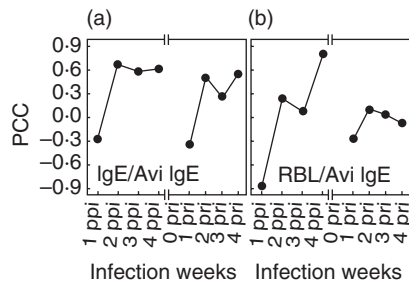 (a)
(b)
PCC
0·9
0·6
0·3
0·0
−0·3
−0·6
−0·9
IgE/Avi IgE
RBL/Avi IgE
1 ppi
2 ppi
3 ppi
4 ppi
0 pri
1 pri
2 pri
3 pri
4 pri
1 ppi
2 ppi
3 ppi
4 ppi
0 pri
1 pri
2 pri
3 pri
4 pri
Infection weeks
Infection weeks